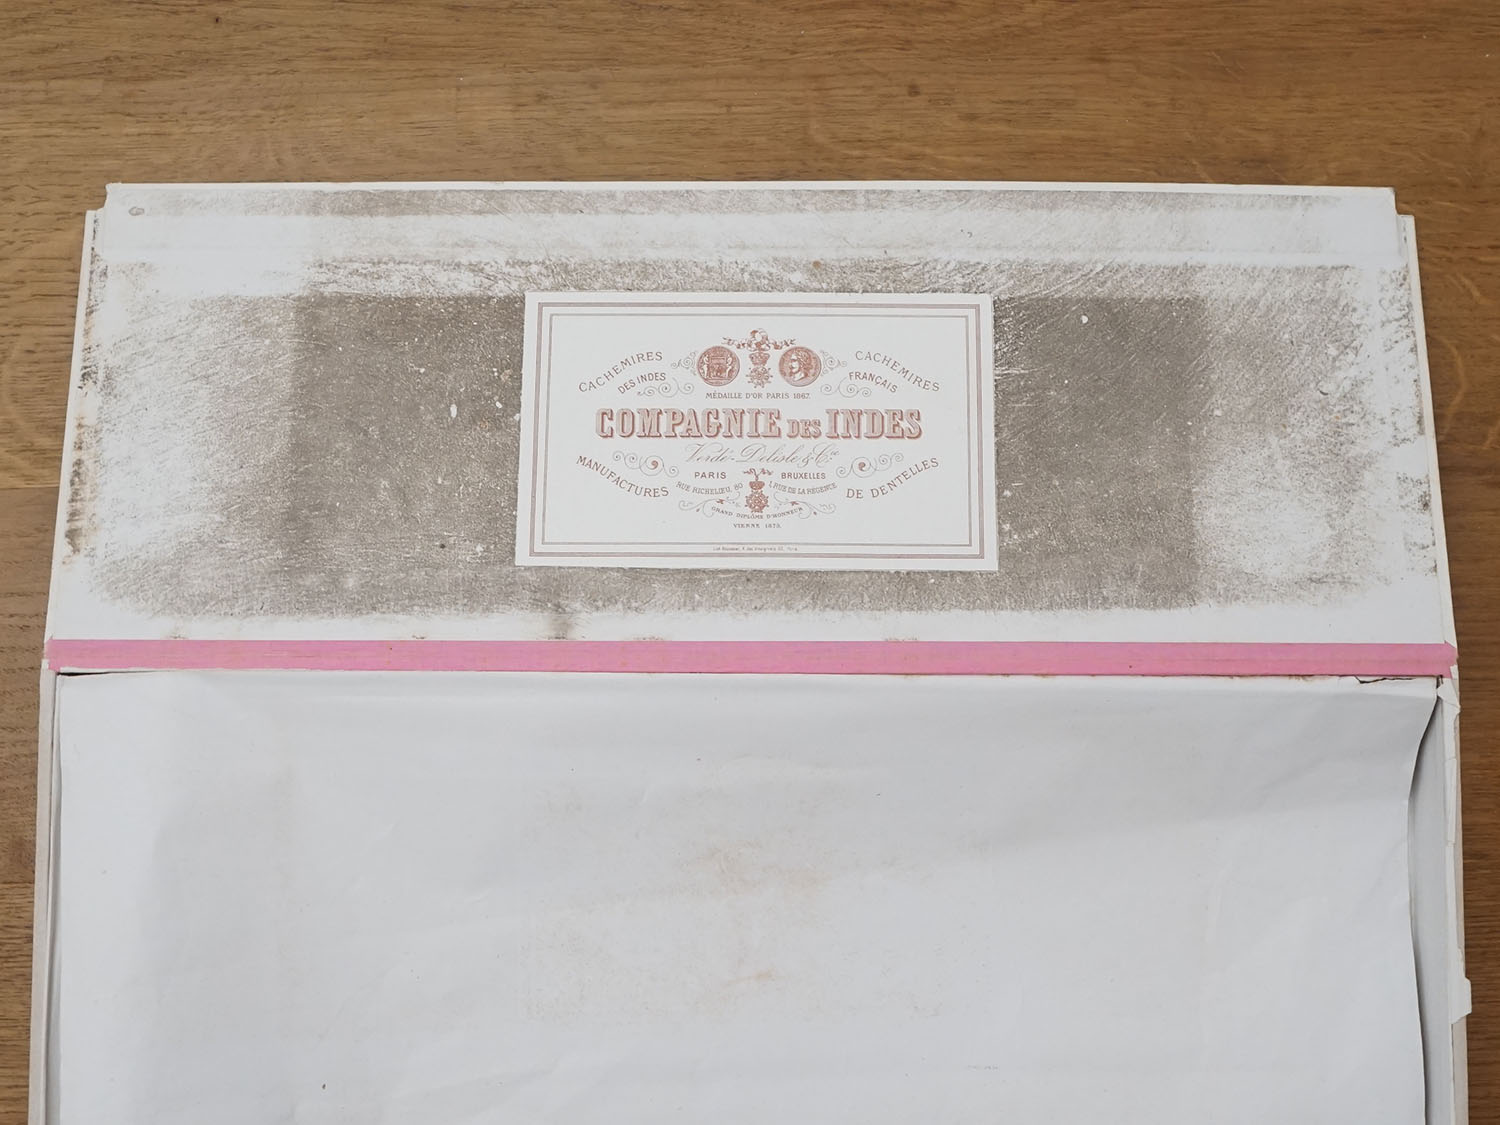 CACHEMIRES DES INDES
CACHEMIRES FRANÇAIS
MÉDAILLE D'OR PARIS 1867.
COMPAGNIE DES INDES
Verdé-Delisle & Cie
MANUFACTURES DE DENTELLES
PARIS
RUE RICHELIEU, 80
BRUXELLES
1, RUE DE LA RÉGENCE
GRAND DIPLÔME D'HONNEUR
VIENNE 1873.
Paris